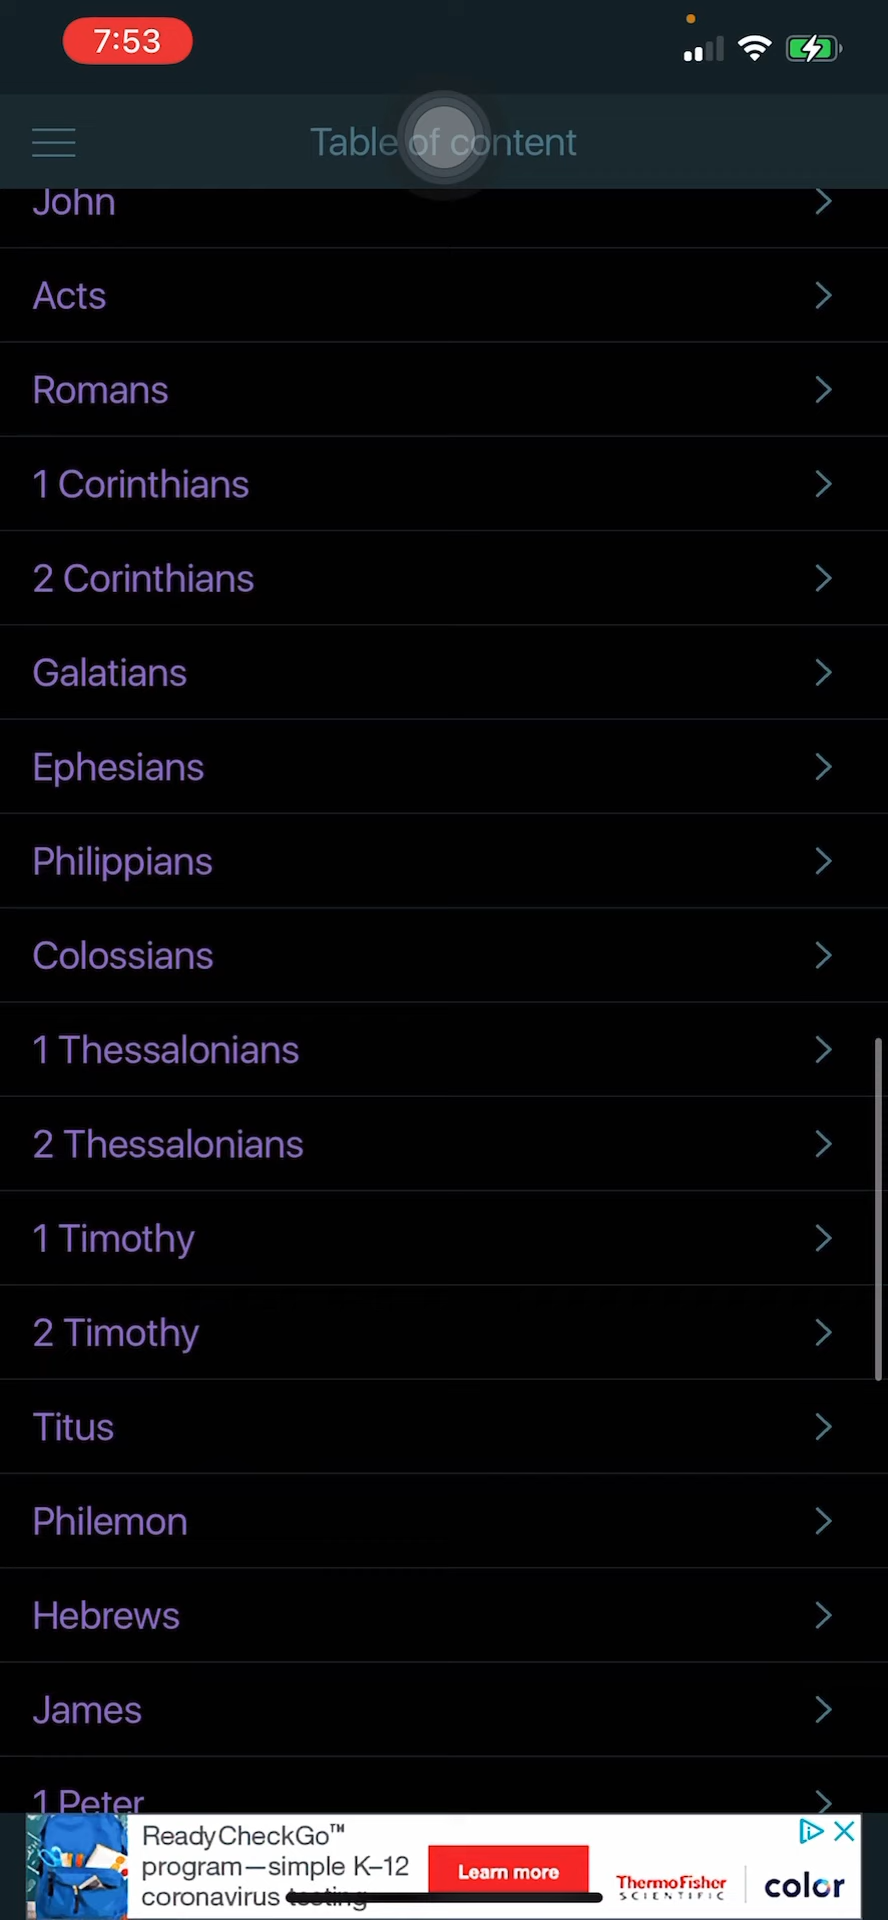 7:53
Table of content
John
Acts
Romans
1 Corinthians
2 Corinthians
Galatians
Ephesians
Philippians
Colossians
1 Thessalonians
2 Thessalonians
1 Timothy
2 Timothy
Titus
Philemon
Hebrews
James
1 Peter
ReadyCheckGo™
program—simple K–12
coronavirus testing
Learn more
ThermoFisher
SCIENTIFIC
color